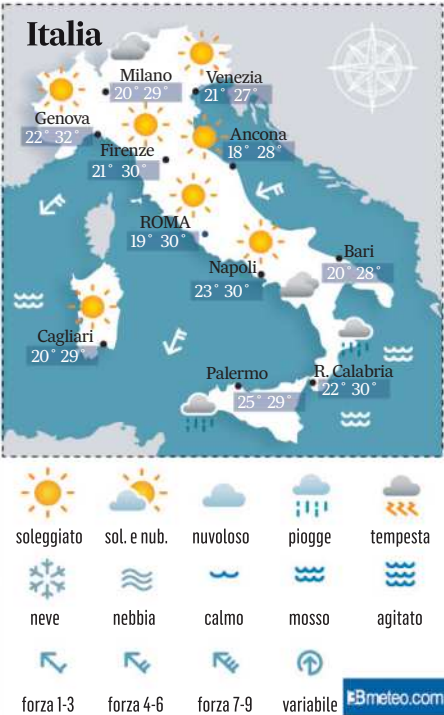 Italia
Milano
20° 29°
Venezia
21° 27°
Genova
22° 32°
Firenze
21° 30°
Ancona
18° 28°
ROMA
19° 30°
Napoli
23° 30°
Bari
20° 28°
Cagliari
20° 29°
Palermo
25° 29°
R. Calabria
22° 30°
soleggiato sol. e nub. nuvoloso piogge tempesta
neve nebbia calmo mosso agitato
forza 1-3 forza 4-6 forza 7-9 variabile
3Bmeteo.com